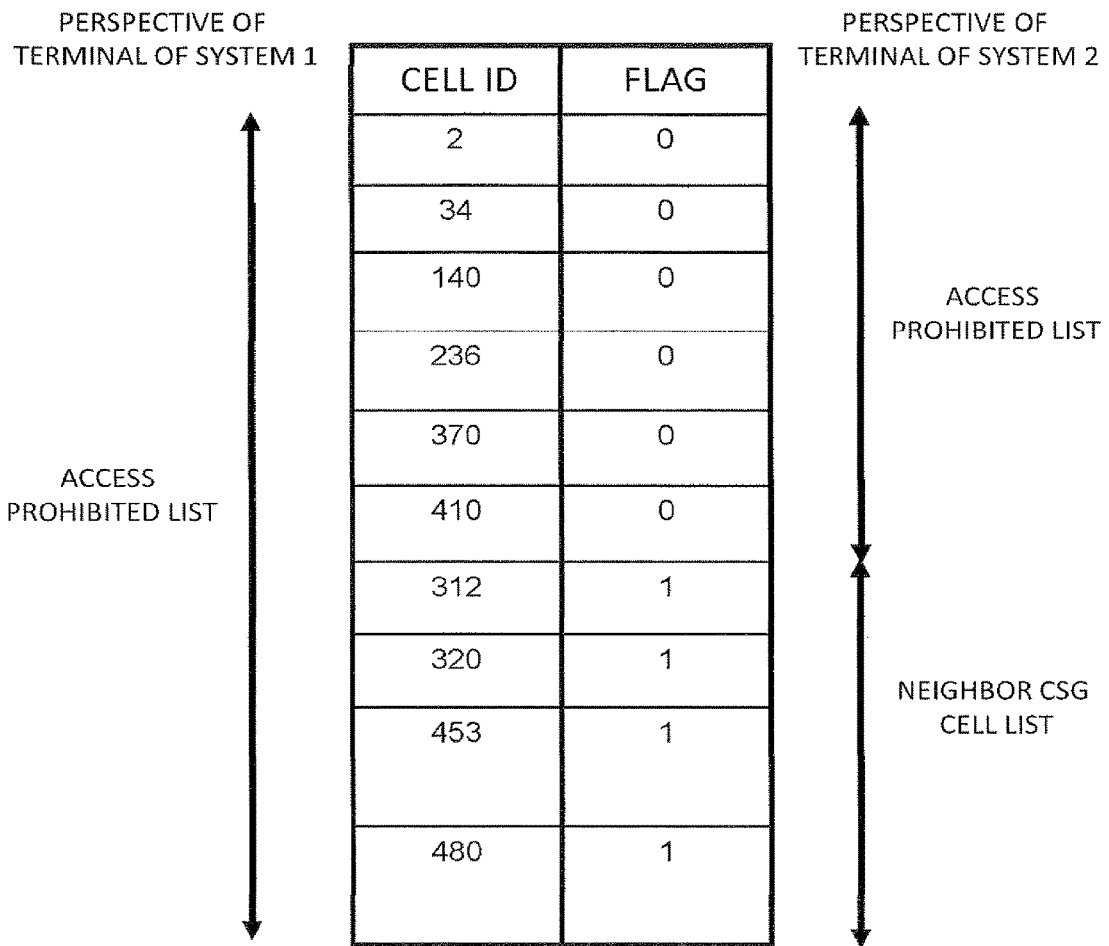 PERSPECTIVE OF
TERMINAL OF SYSTEM 1
PERSPECTIVE OF
TERMINAL OF SYSTEM 2
CELL ID FLAG
2 0
34 0
140 0
236 0
370 0
410 0
312 1
320 1
453 1
480 1
ACCESS
PROHIBITED LIST
ACCESS
PROHIBITED LIST
NEIGHBOR CSG
CELL LIST